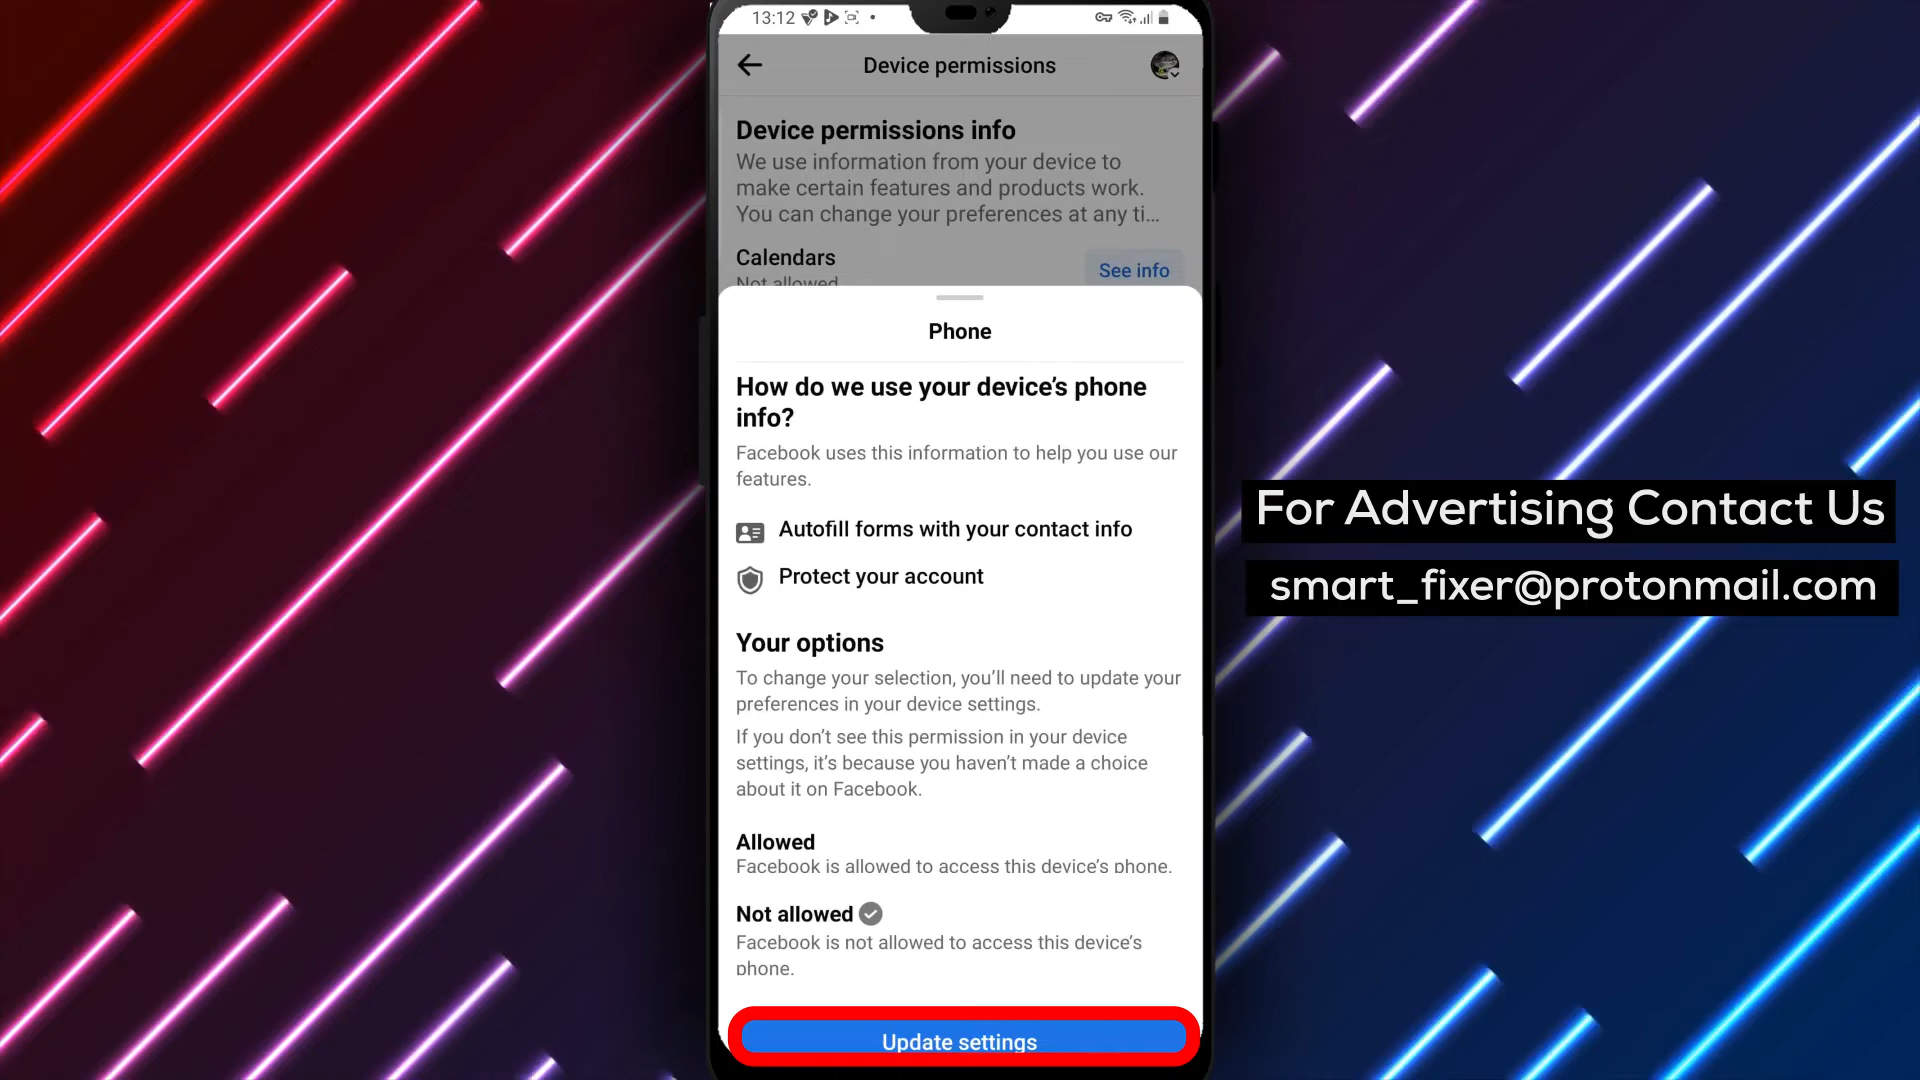 13:12
Device permissions
Device permissions info
We use information from your device to
make certain features and products work.
You can change your preferences at any ti...
Calendars
Not allowed
See info
Phone
How do we use your device’s phone
info?
Facebook uses this information to help you use our
features.
Autofill forms with your contact info
Protect your account
Your options
To change your selection, you’ll need to update your
preferences in your device settings.
If you don’t see this permission in your device
settings, it’s because you haven’t made a choice
about it on Facebook.
Allowed
Facebook is allowed to access this device’s phone.
Not allowed
Facebook is not allowed to access this device’s
phone.
Update settings
For Advertising Contact Us
smart_fixer@protonmail.com